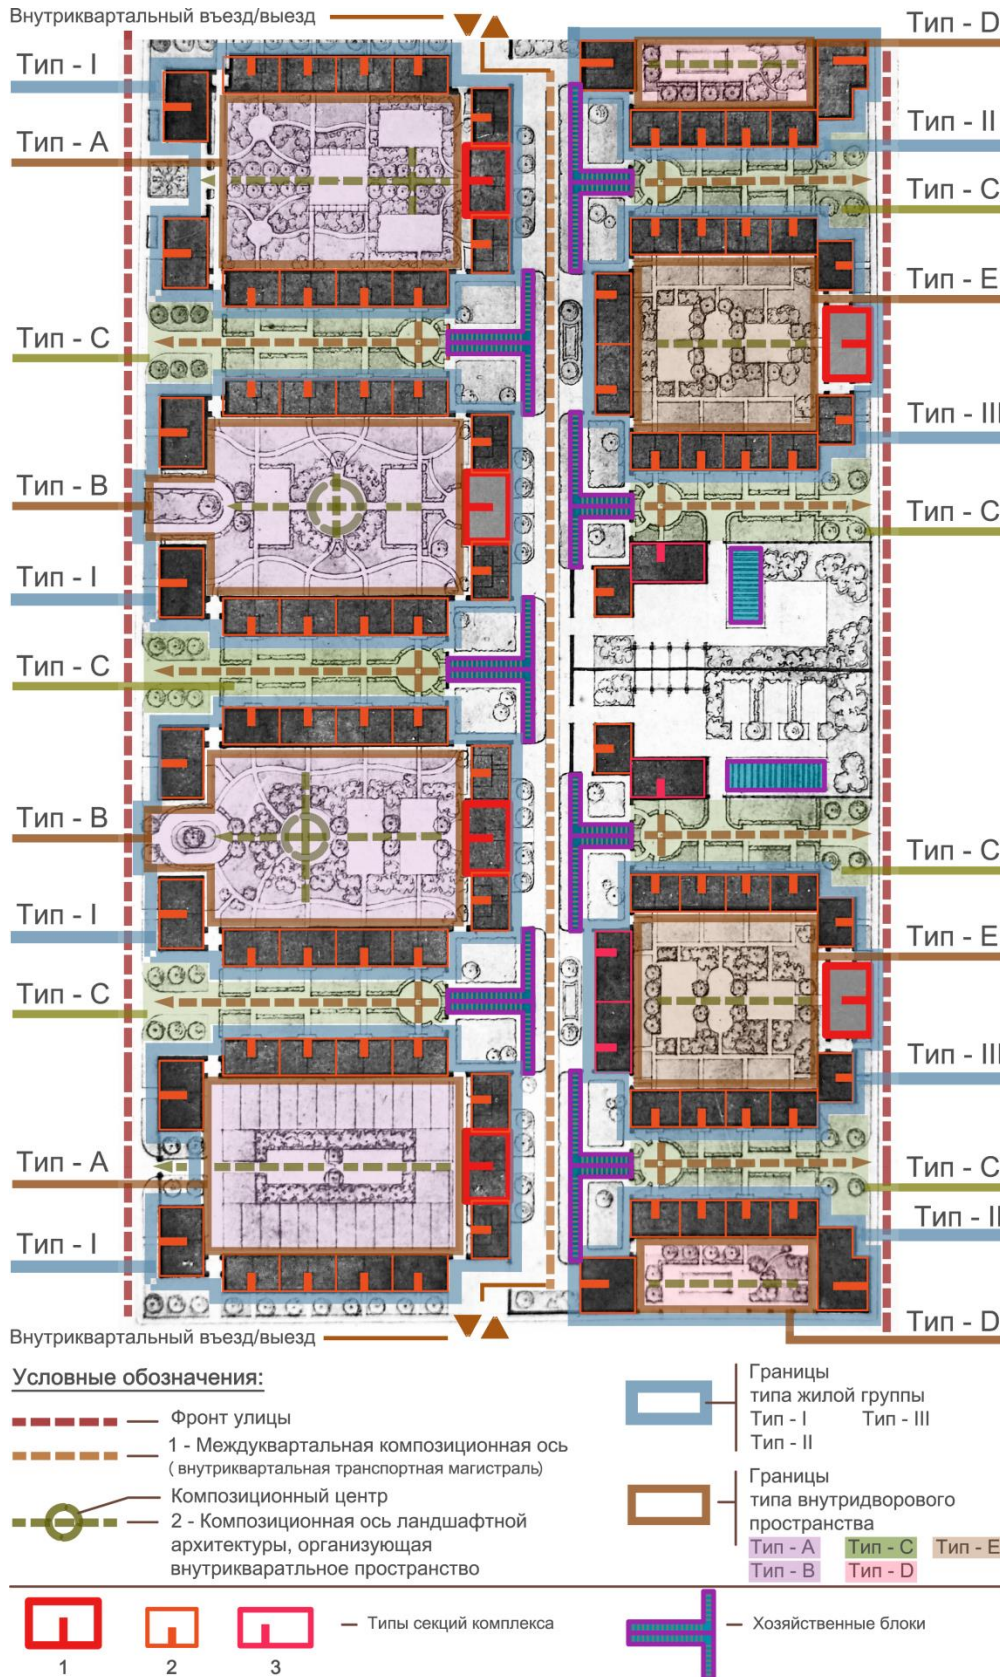 Внутриквартальный въезд/выезд
Тип - D
Тип - I
Тип - II
Тип - A
Тип - C
Тип - E
Тип - C
Тип - III
Тип - B
Тип - C
Тип - I
Тип - C
Тип - B
Тип - C
Тип - I
Тип - E
Тип - C
Тип - III
Тип - A
Тип - C
Тип - II
Тип - I
Тип - D
Внутриквартальный въезд/выезд
Условные обозначения:
Фронт улицы
1 - Междуквартальная композиционная ось
( внутриквартальная транспортная магистраль)
Композиционный центр
2 - Композиционная ось ландшафтной
архитектуры, организующая
внутрикваратльное пространство
Границы
типа жилой группы
Тип - I Тип - III
Тип - II
Границы
типа внутридворового
пространства
Тип - A Тип - C Тип - E
Тип - B Тип - D
Типы секций комплекса
Хозяйственные блоки
1 2 3